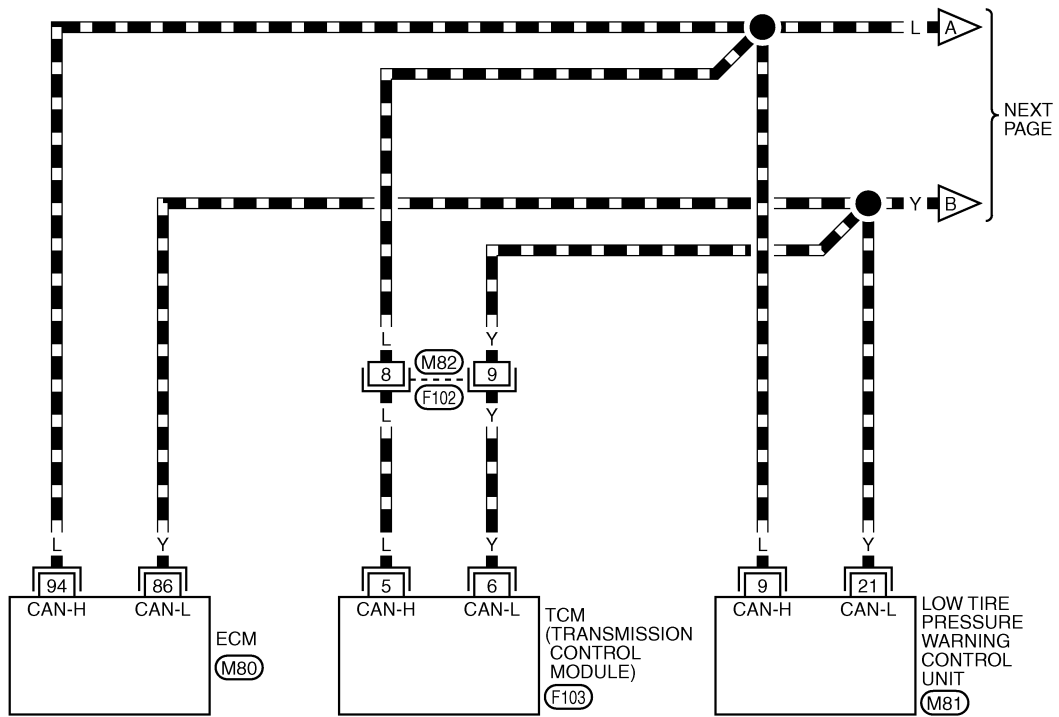 L A
NEXT
PAGE
Y B
L Y
8 M82 9
F102
L Y
L Y L Y L Y
94 86 5 6 9 21
CAN-H CAN-L CAN-H CAN-L CAN-H CAN-L
ECM
M80
TCM
(TRANSMISSION
CONTROL
MODULE)
F103
LOW TIRE
PRESSURE
WARNING
CONTROL
UNIT
M81